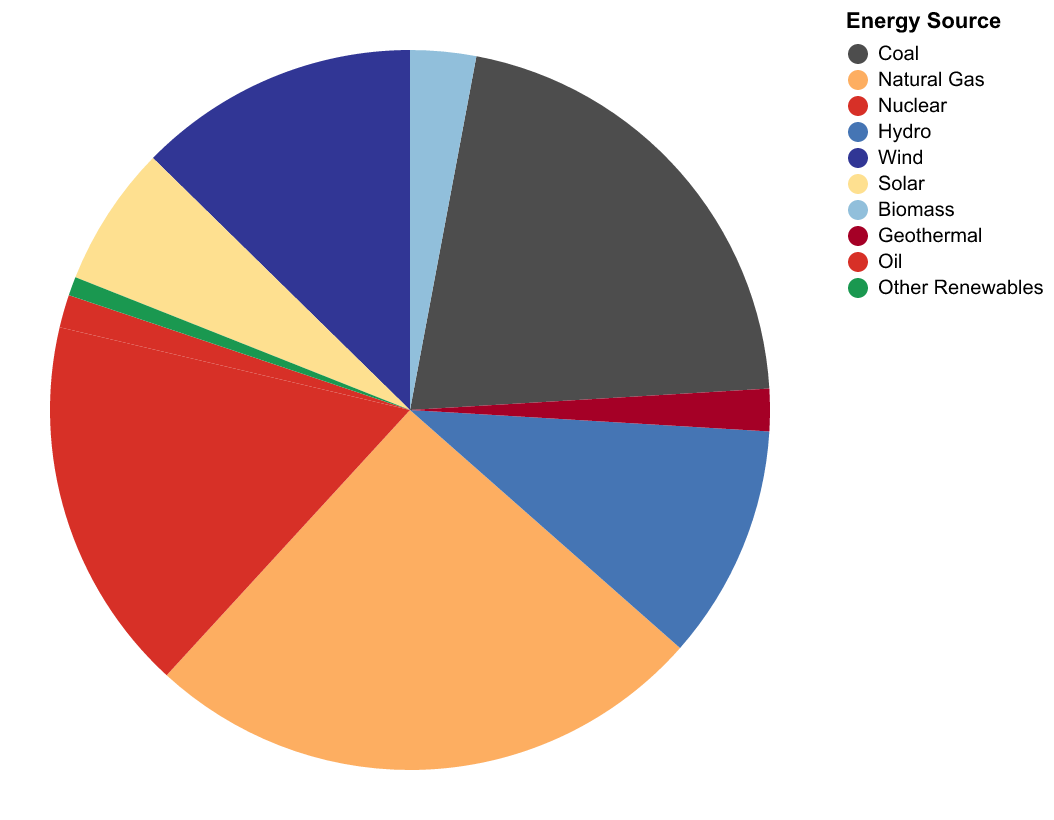 Energy Source
Coal
Natural Gas
Nuclear
Hydro
Wind
Solar
Biomass
Geothermal
Oil
Other Renewables